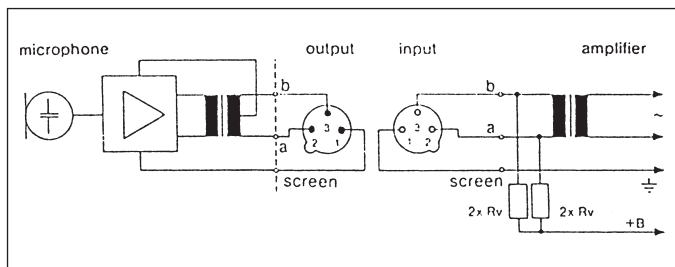 microphone output input amplifier
b b
3 3
2 1 1 2
a a
~
screen screen
2x Rv 2x Rv
+B